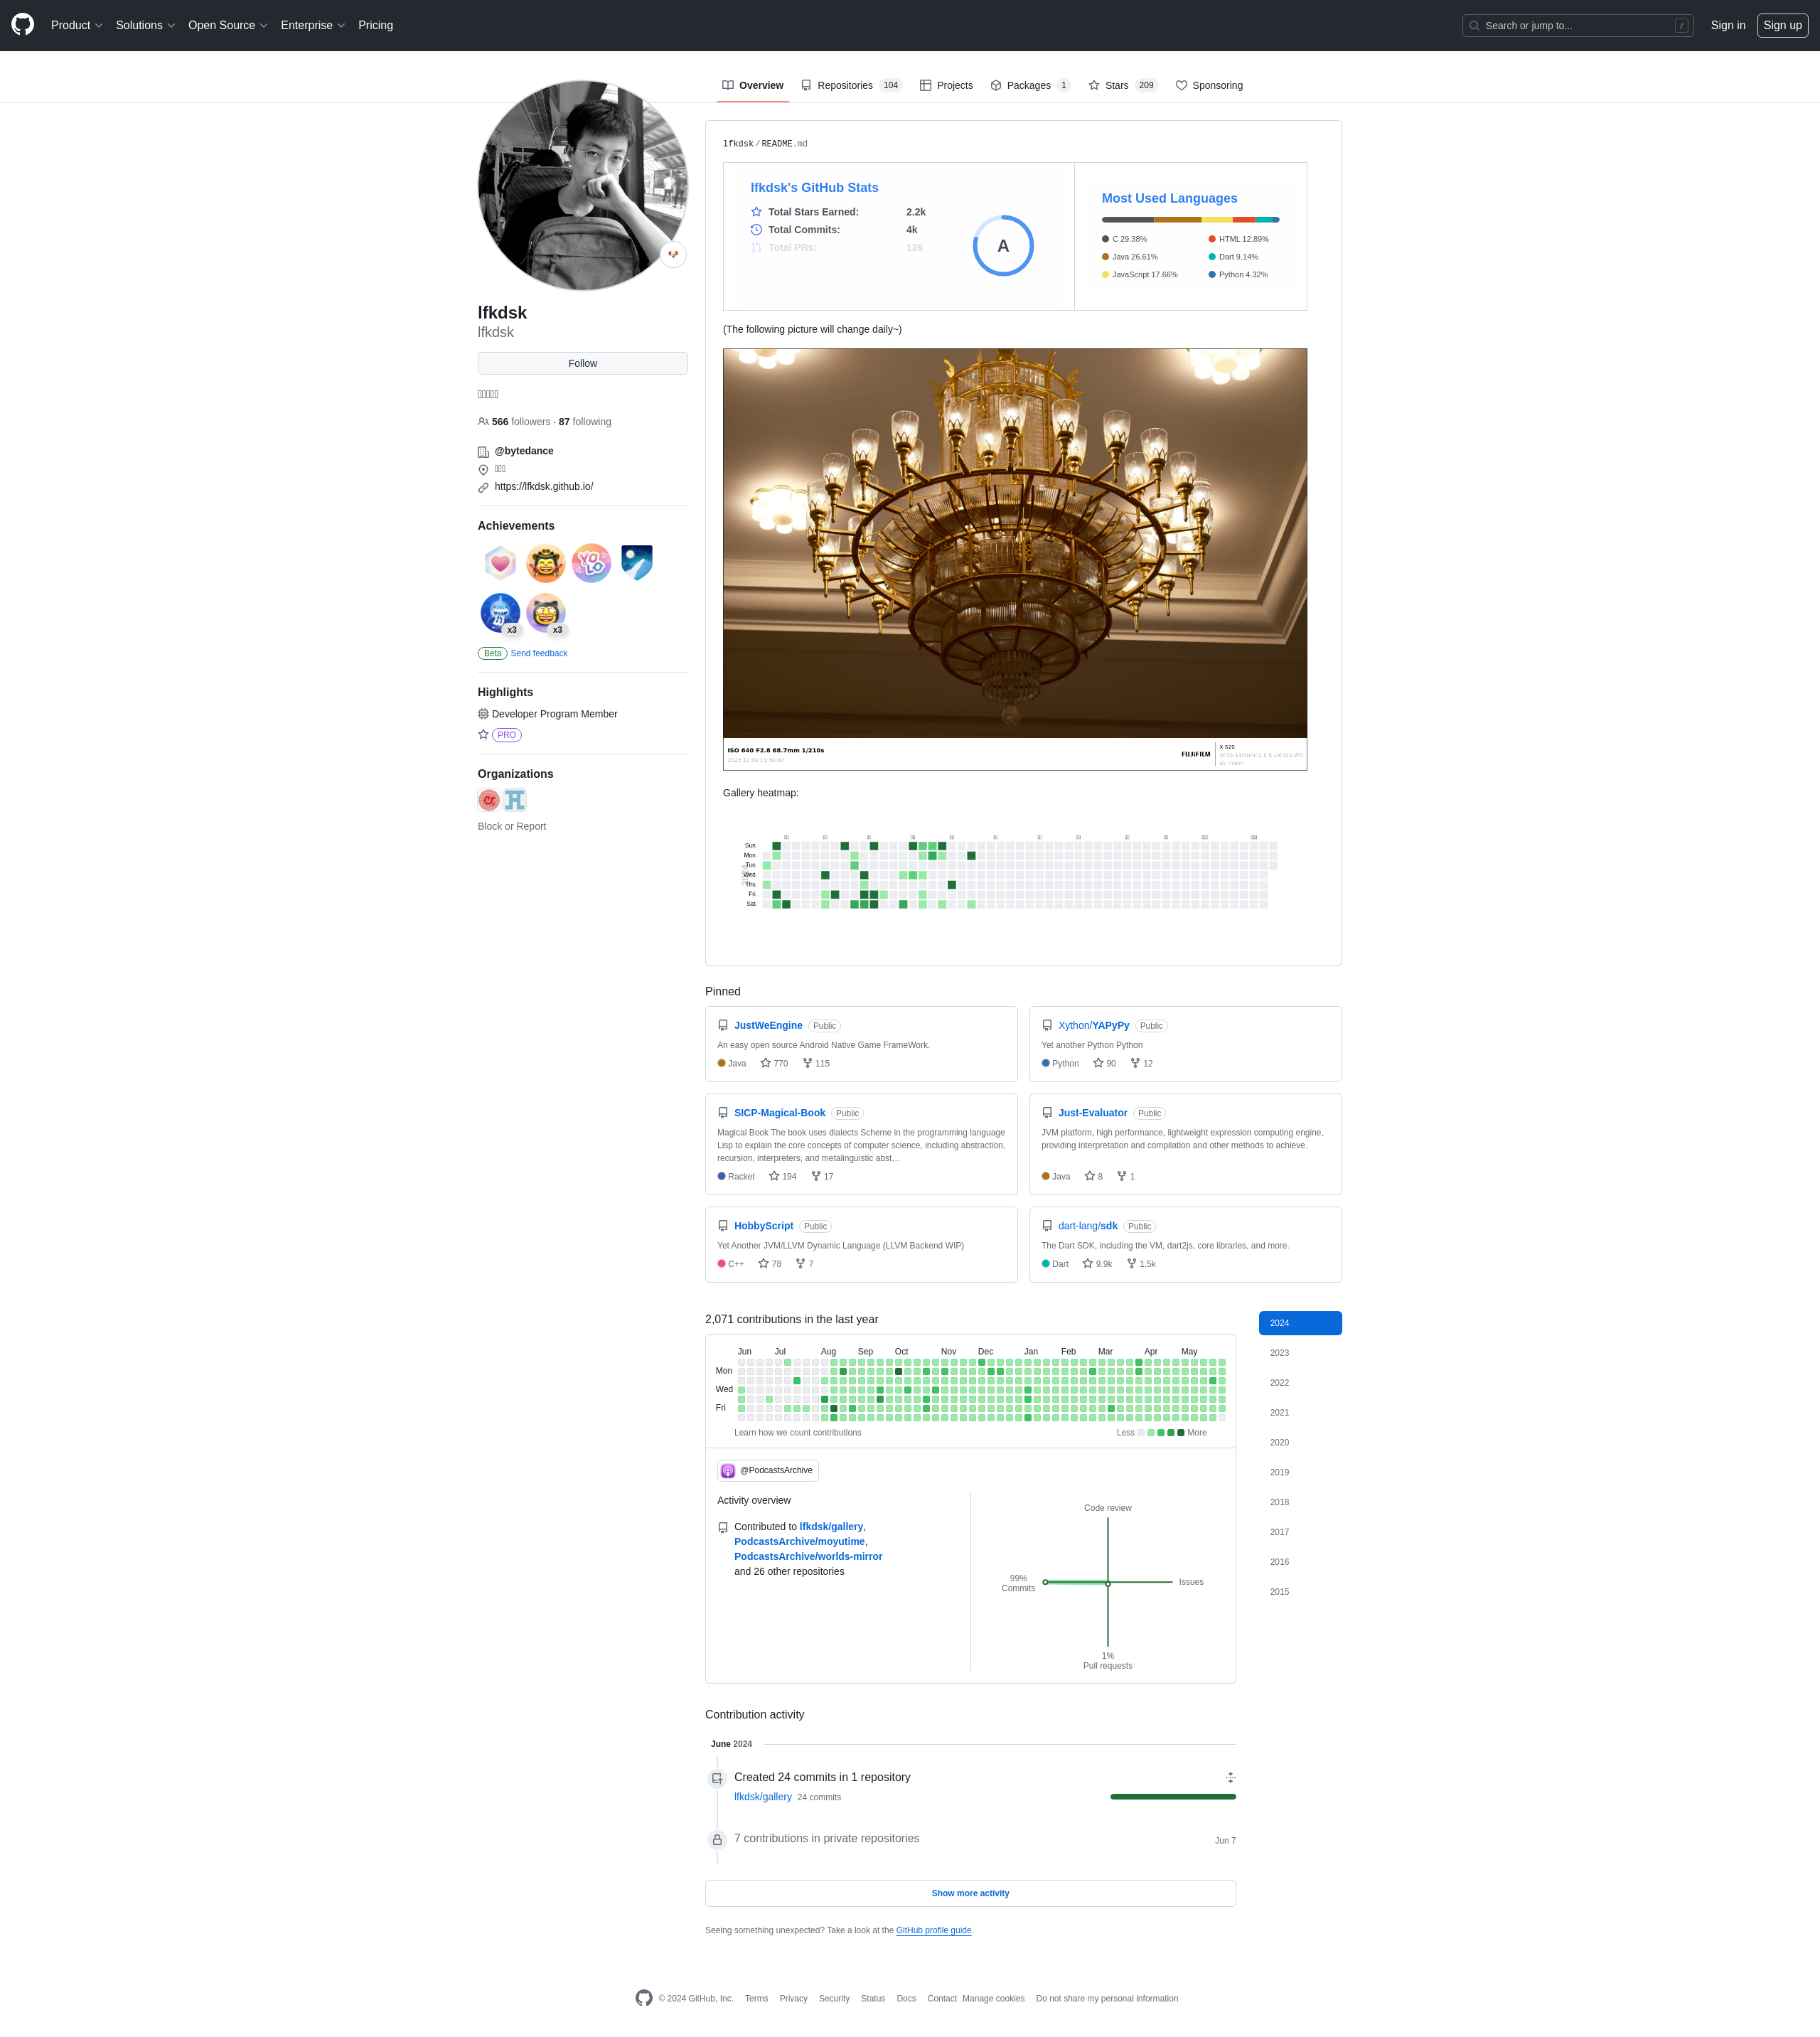 Product
Solutions
Open Source
Enterprise
Pricing
Search or jump to...
/
Sign in
Sign up
Overview
Repositories 104
Projects
Packages 1
Stars 209
Sponsoring
lfkdsk
lfkdsk
Follow
566 followers · 87 following
@bytedance
https://lfkdsk.github.io/
Achievements
YOLO
x3
x3
Beta Send feedback
Highlights
Developer Program Member
PRO
Organizations
Block or Report
lfkdsk / README.md
lfkdsk's GitHub Stats
Total Stars Earned: 2.2k
Total Commits: 4k
Total PRs: 126
A
Most Used Languages
C 29.38%
HTML 12.89%
Java 26.61%
Dart 9.14%
JavaScript 17.66%
Python 4.32%
(The following picture will change daily~)
ISO 640 F2.8 68.7mm 1/210s
FUJIFILM
X-S20
Gallery heatmap:
Sun.
Mon.
Tue.
Wed.
Thu.
Fri.
Sat.
Pinned
JustWeEngine Public
An easy open source Android Native Game FrameWork.
Java 770 115
Xython/YAPyPy Public
Yet another Python Python
Python 90 12
SICP-Magical-Book Public
Magical Book The book uses dialects Scheme in the programming language
Lisp to explain the core concepts of computer science, including abstraction,
recursion, interpreters, and metalinguistic abst…
Racket 194 17
Just-Evaluator Public
JVM platform, high performance, lightweight expression computing engine,
providing interpretation and compilation and other methods to achieve.
Java 8 1
HobbyScript Public
Yet Another JVM/LLVM Dynamic Language (LLVM Backend WIP)
C++ 78 7
dart-lang/sdk Public
The Dart SDK, including the VM, dart2js, core libraries, and more.
Dart 9.9k 1.5k
2,071 contributions in the last year
Jun Jul Aug Sep Oct Nov Dec Jan Feb Mar Apr May
Mon
Wed
Fri
Learn how we count contributions
Less More
@PodcastsArchive
Activity overview
Contributed to lfkdsk/gallery,
PodcastsArchive/moyutime,
PodcastsArchive/worlds-mirror
and 26 other repositories
Code review
99%
Commits
Issues
1%
Pull requests
2024
2023
2022
2021
2020
2019
2018
2017
2016
2015
Contribution activity
June 2024
Created 24 commits in 1 repository
lfkdsk/gallery 24 commits
7 contributions in private repositories
Jun 7
Show more activity
Seeing something unexpected? Take a look at the GitHub profile guide.
© 2024 GitHub, Inc.
Terms
Privacy
Security
Status
Docs
Contact
Manage cookies
Do not share my personal information